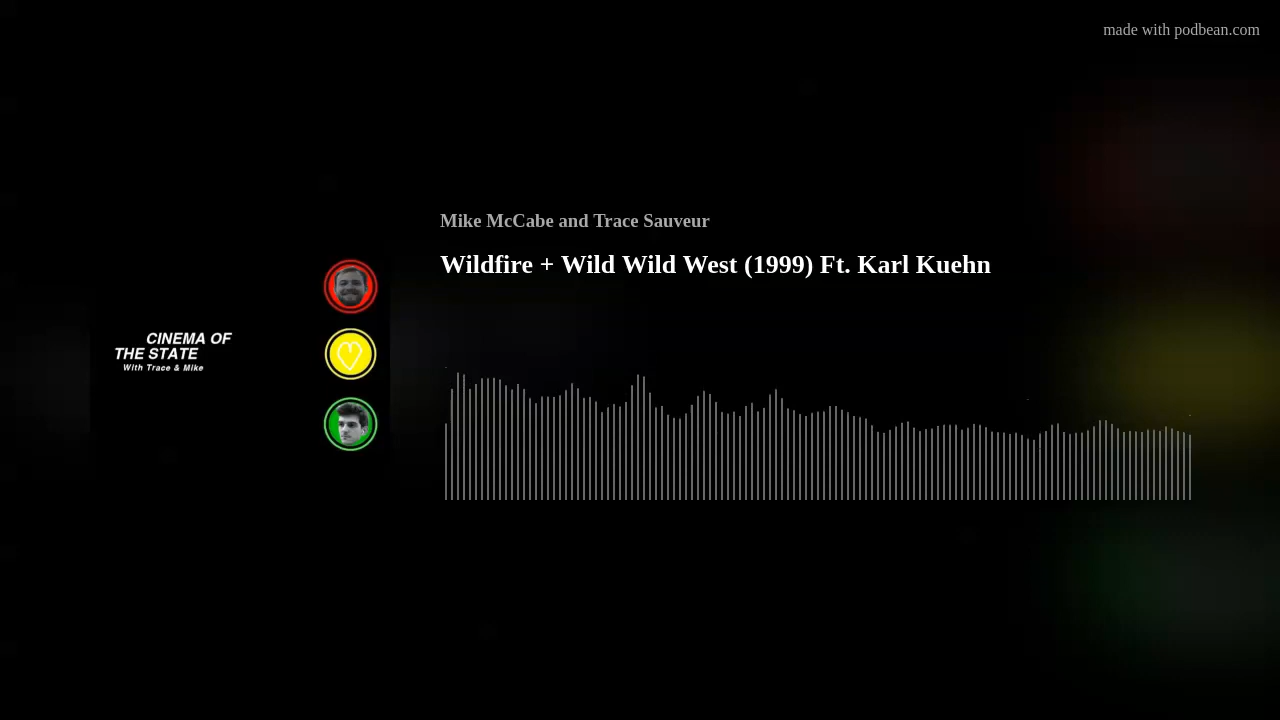 made with podbean.com
Mike McCabe and Trace Sauveur
Wildfire + Wild Wild West (1999) Ft. Karl Kuehn
CINEMA OF
THE STATE
With Trace & Mike